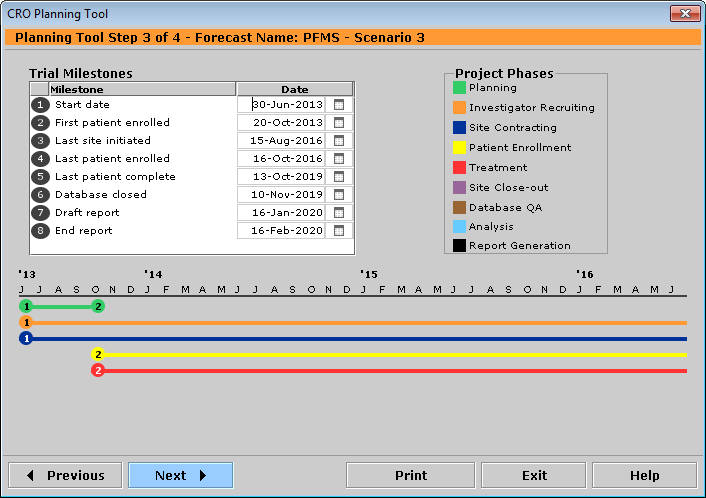 CRO Planning Tool
Planning Tool Step 3 of 4 - Forecast Name: PFMS - Scenario 3
Trial Milestones
Milestone Date
1 Start date 30-Jun-2013
2 First patient enrolled 20-Oct-2013
3 Last site initiated 15-Aug-2016
4 Last patient enrolled 16-Oct-2016
5 Last patient complete 13-Oct-2019
6 Database closed 10-Nov-2019
7 Draft report 16-Jan-2020
8 End report 16-Feb-2020
Project Phases
Planning
Investigator Recruiting
Site Contracting
Patient Enrollment
Treatment
Site Close-out
Database QA
Analysis
Report Generation
'13 '14 '15 '16
J J A S O N D J F M A M J J A S O N D J F M A M J J A S O N D J F M A M J
1 2
1
1
2
2
Previous Next Print Exit Help